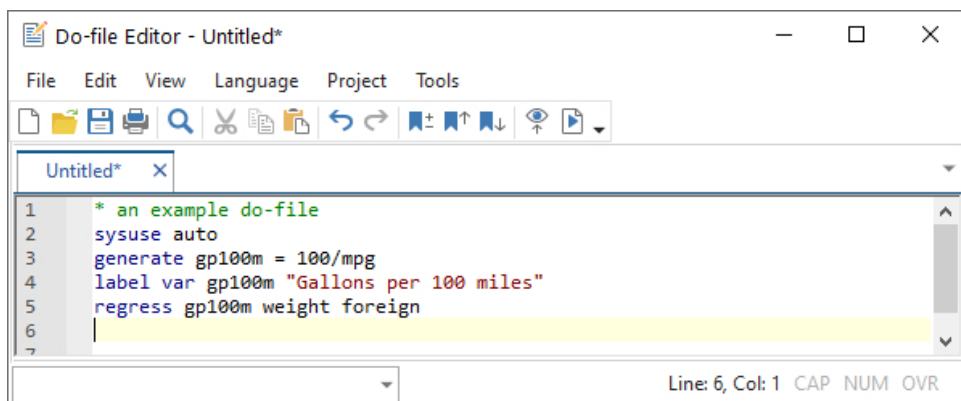 Do-file Editor - Untitled*
File Edit View Language Project Tools
Untitled*
1 * an example do-file
2 sysuse auto
3 generate gp100m = 100/mpg
4 label var gp100m "Gallons per 100 miles"
5 regress gp100m weight foreign
6
7
Line: 6, Col: 1 CAP NUM OVR